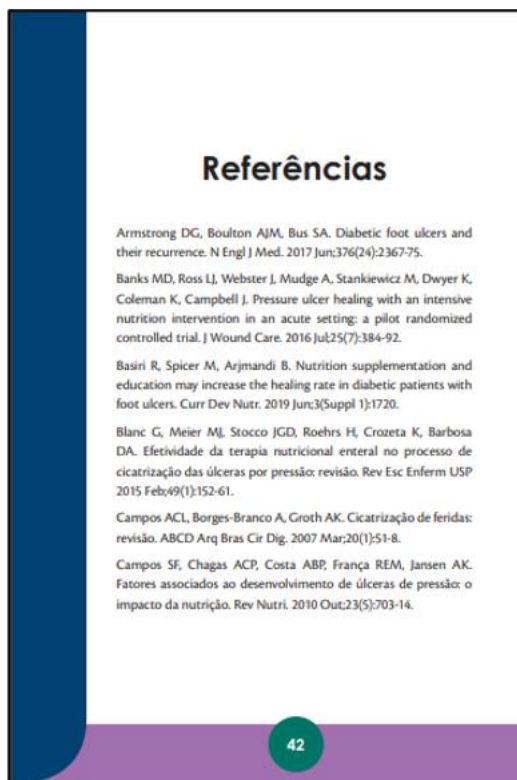 Referências
Armstrong DG, Boulton AJM, Bus SA. Diabetic foot ulcers and
their recurrence. N Engl J Med. 2017 Jun;376(24):2367-75.
Banks MD, Ross LJ, Webster J, Mudge A, Stankiewicz M, Dwyer K,
Coleman K, Campbell J. Pressure ulcer healing with an intensive
nutrition intervention in an acute setting: a pilot randomized
controlled trial. J Wound Care. 2016 Jul;25(7):384-92.
Basiri R, Spicer M, Arjmandi B. Nutrition supplementation and
education may increase the healing rate in diabetic patients with
foot ulcers. Curr Dev Nutr. 2019 Jun;3(Suppl 1):1720.
Blanc G, Meier MJ, Stocco JGD, Roehrs H, Crozeta K, Barbosa
DA. Efetividade da terapia nutricional enteral no processo de
cicatrização das úlceras por pressão: revisão. Rev Esc Enferm USP
2015 Feb;49(1):152-61.
Campos ACL, Borges-Branco A, Groth AK. Cicatrização de feridas:
revisão. ABCD Arq Bras Cir Dig. 2007 Mar;20(1):51-8.
Campos SF, Chagas ACP, Costa ABP, França REM, Jansen AK.
Fatores associados ao desenvolvimento de úlceras de pressão: o
impacto da nutrição. Rev Nutri. 2010 Out;23(5):703-14.
42